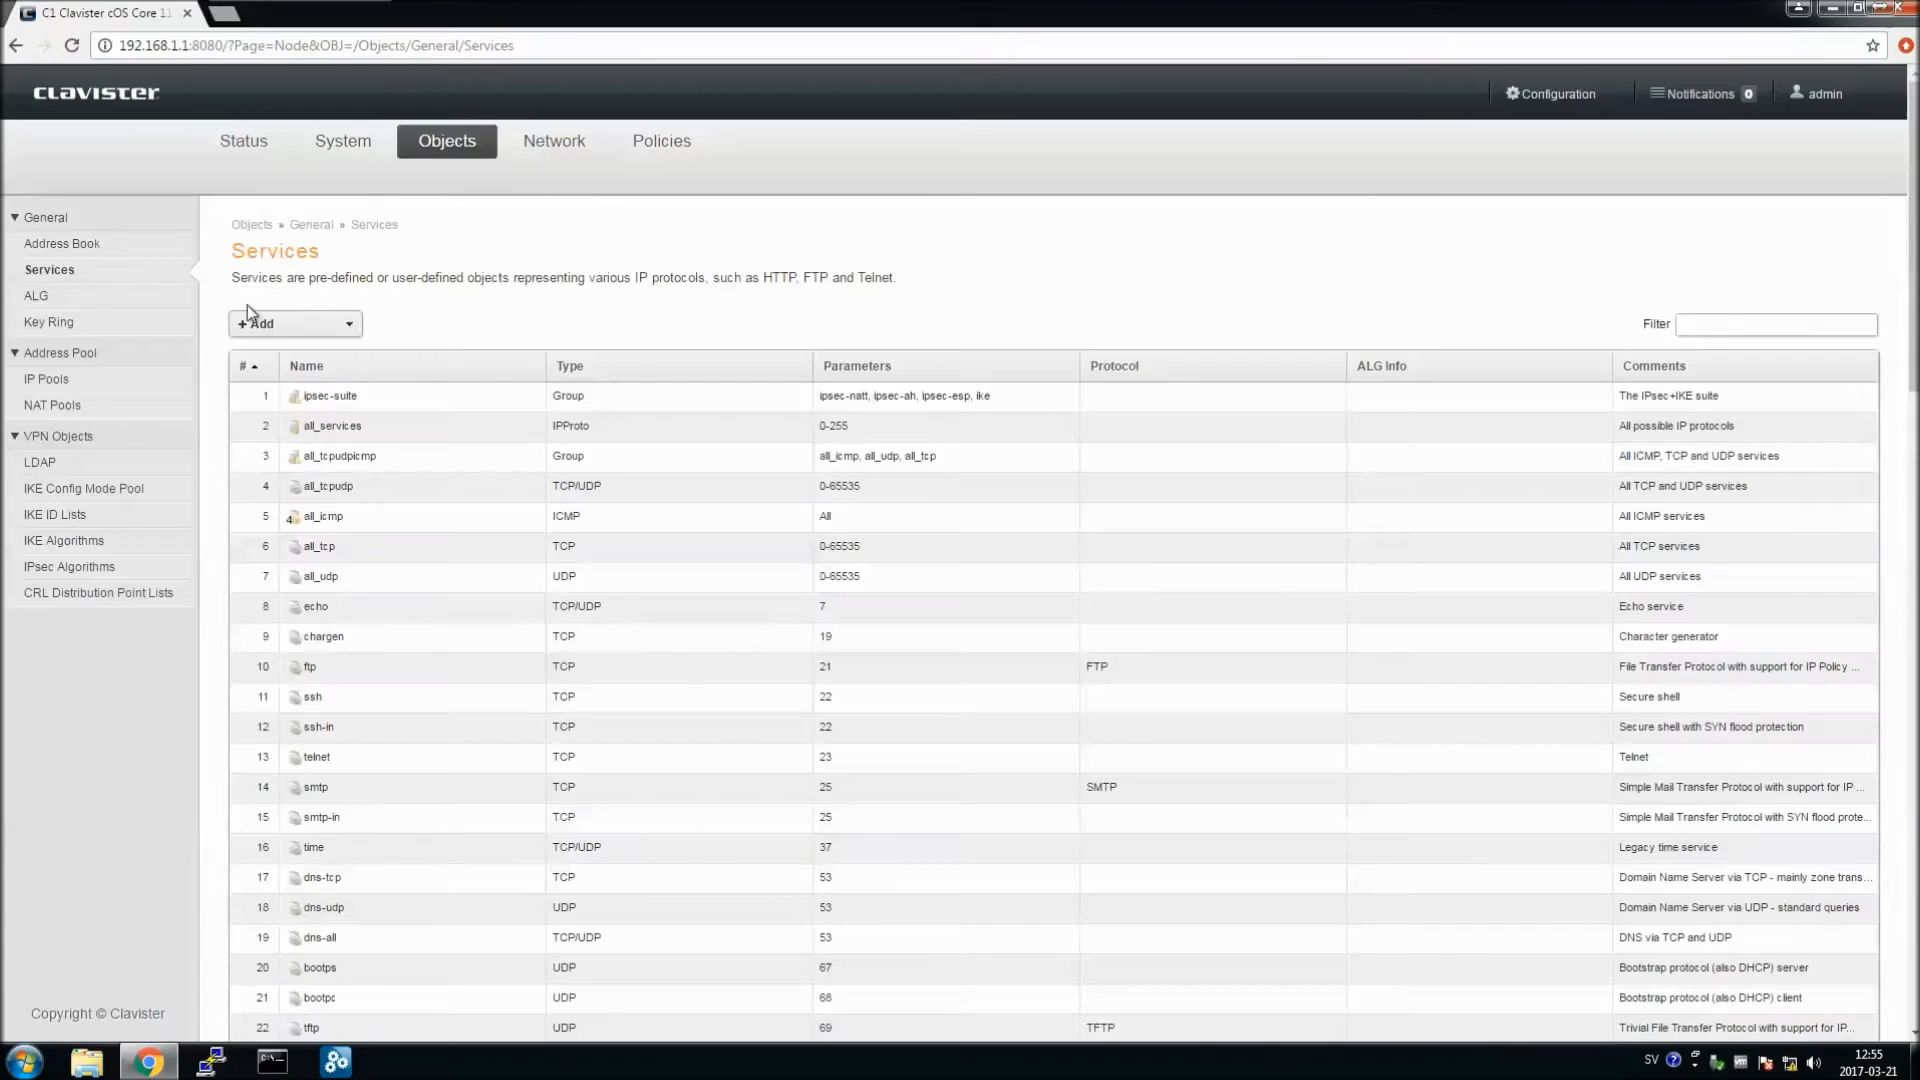 C1 Clavister cOS Core 11
192.168.1.1:8080/?Page=Node&OBJ=/Objects/General/Services
CLAVISTER
Configuration
Notifications 0
admin
Status
System
Objects
Network
Policies
General
Address Book
Services
ALG
Key Ring
Address Pool
IP Pools
NAT Pools
VPN Objects
LDAP
IKE Config Mode Pool
IKE ID Lists
IKE Algorithms
IPsec Algorithms
CRL Distribution Point Lists
Copyright © Clavister
Objects » General » Services
Services
Services are pre-defined or user-defined objects representing various IP protocols, such as HTTP, FTP and Telnet.
+ Add
Filter
# Name Type Parameters Protocol ALG Info Comments
1 ipsec-suite Group ipsec-natt, ipsec-ah, ipsec-esp, ike The IPsec+IKE suite
2 all_services IPProto 0-255 All possible IP protocols
3 all_tcpudpicmp Group all_icmp, all_udp, all_tcp All ICMP, TCP and UDP services
4 all_tcpudp TCP/UDP 0-65535 All TCP and UDP services
5 4 all_icmp ICMP All All ICMP services
6 all_tcp TCP 0-65535 All TCP services
7 all_udp UDP 0-65535 All UDP services
8 echo TCP/UDP 7 Echo service
9 chargen TCP 19 Character generator
10 ftp TCP 21 FTP File Transfer Protocol with support for IP Policy ...
11 ssh TCP 22 Secure shell
12 ssh-in TCP 22 Secure shell with SYN flood protection
13 telnet TCP 23 Telnet
14 smtp TCP 25 SMTP Simple Mail Transfer Protocol with support for IP ...
15 smtp-in TCP 25 Simple Mail Transfer Protocol with SYN flood prote...
16 time TCP/UDP 37 Legacy time service
17 dns-tcp TCP 53 Domain Name Server via TCP - mainly zone trans...
18 dns-udp UDP 53 Domain Name Server via UDP - standard queries
19 dns-all TCP/UDP 53 DNS via TCP and UDP
20 bootps UDP 67 Bootstrap protocol (also DHCP) server
21 bootpc UDP 68 Bootstrap protocol (also DHCP) client
22 tftp UDP 69 TFTP Trivial File Transfer Protocol with support for IP...
SV
12:55
2017-03-21